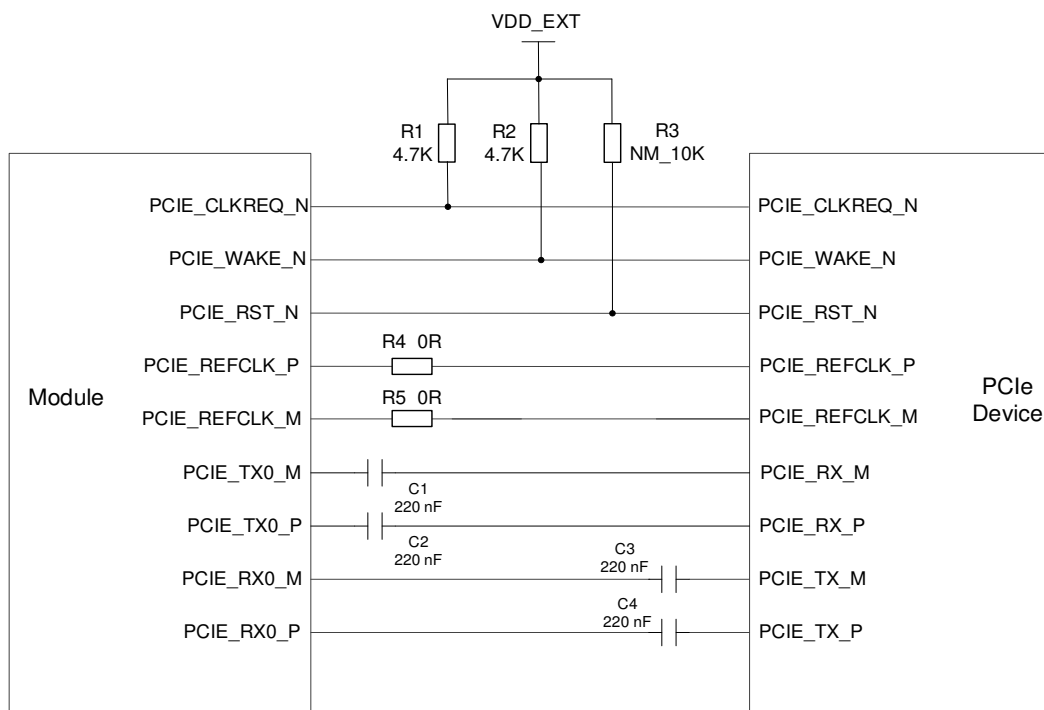 VDD_EXT
R1
4.7K
R2
4.7K
R3
NM_10K
PCIE_CLKREQ_N
PCIE_CLKREQ_N
PCIE_WAKE_N
PCIE_WAKE_N
PCIE_RST_N
PCIE_RST_N
R4 0R
PCIE_REFCLK_P
PCIE_REFCLK_P
Module
R5 0R
PCIE_REFCLK_M
PCIE_REFCLK_M
PCIe
Device
PCIE_TX0_M
PCIE_RX_M
C1
220 nF
PCIE_TX0_P
PCIE_RX_P
C2
220 nF
C3
220 nF
PCIE_RX0_M
PCIE_TX_M
C4
220 nF
PCIE_RX0_P
PCIE_TX_P